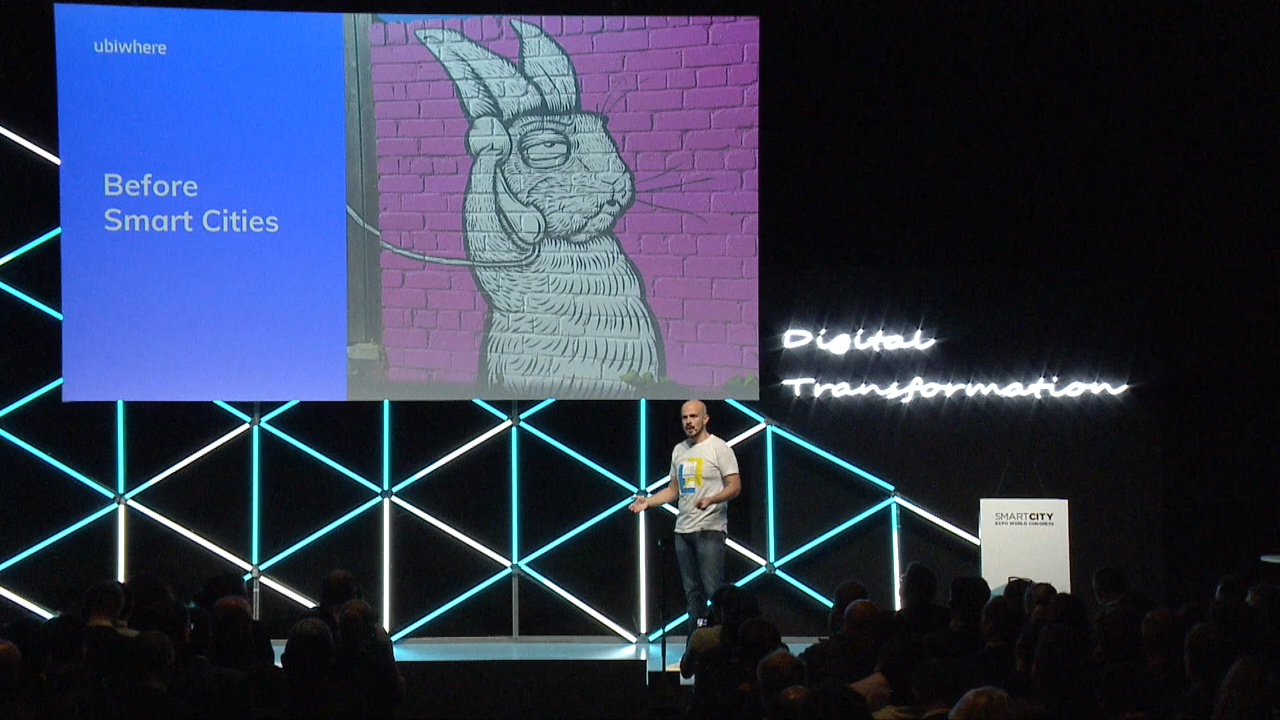 ubiwhere
Before
Smart Cities
Digital
Transformation
SMARTCITY
EXPO WORLD CONGRESS